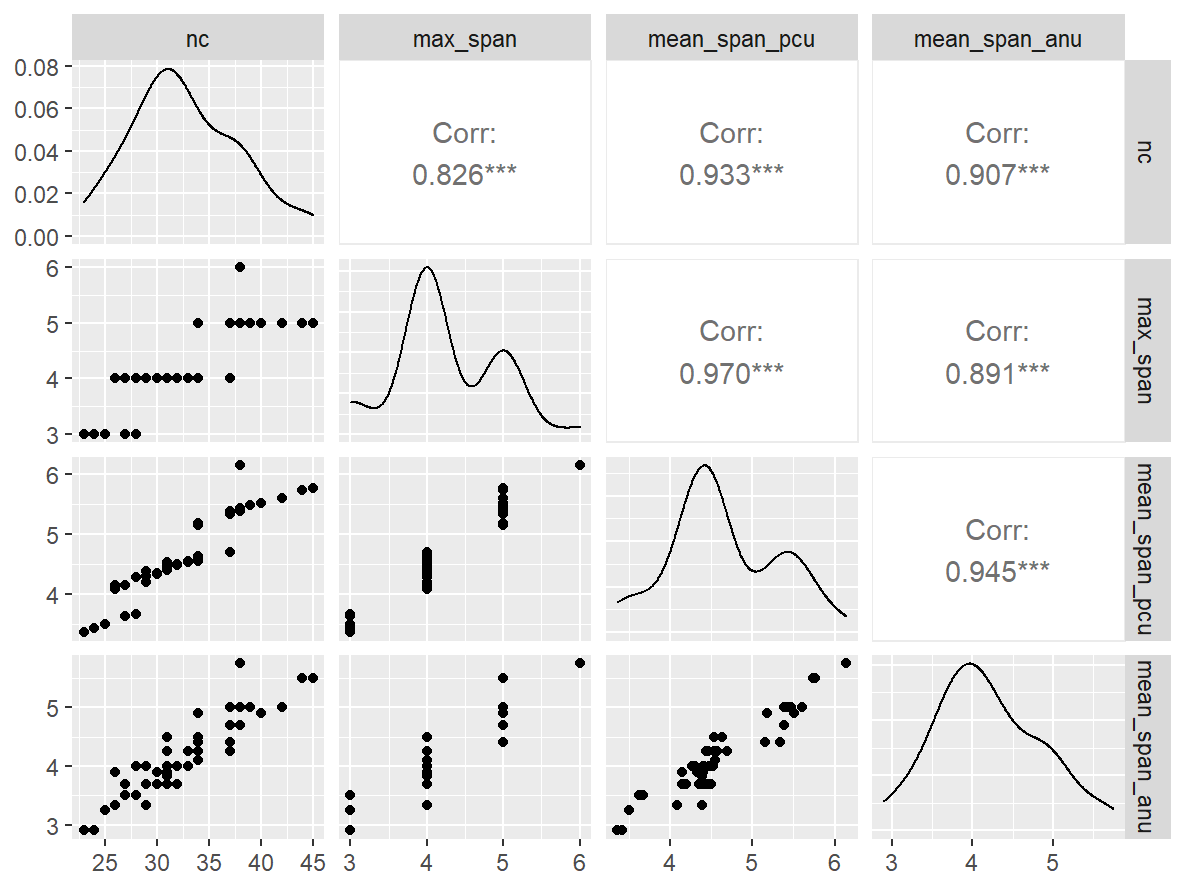 nc
max_span
mean_span_pcu
mean_span_anu
0.08
0.06
0.04
0.02
0.00
Corr:
0.826***
Corr:
0.933***
Corr:
0.907***
nc
6
5
4
3
Corr:
0.970***
Corr:
0.891***
max_span
6
5
4
Corr:
0.945***
mean_span_pcu
5
4
3
mean_span_anu
25 30 35 40 45
3 4 5 6
4 5 6
3 4 5